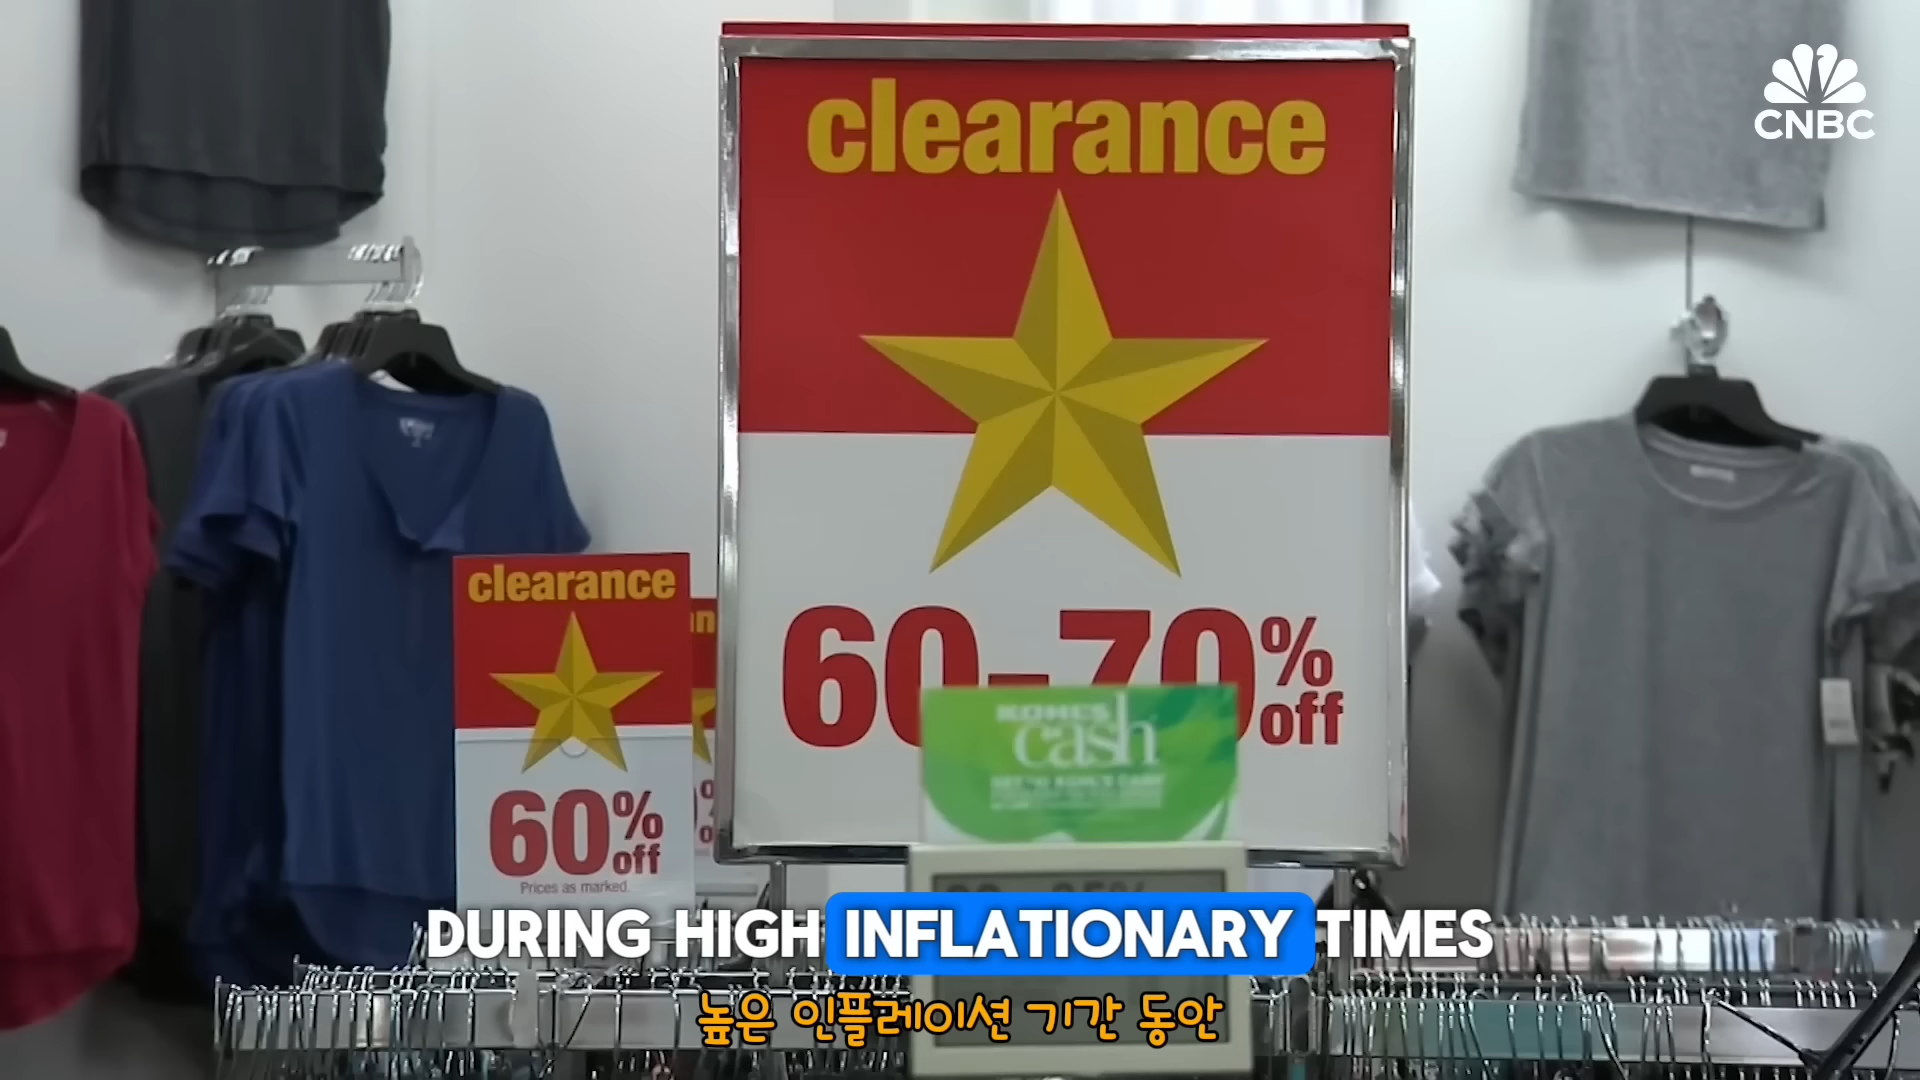 clearance
CNBC
clearance
60-70% off
KOHL'S
cash
60% off
Prices as marked.
DURING HIGH INFLATIONARY TIMES
높은 인플레이션 기간 동안